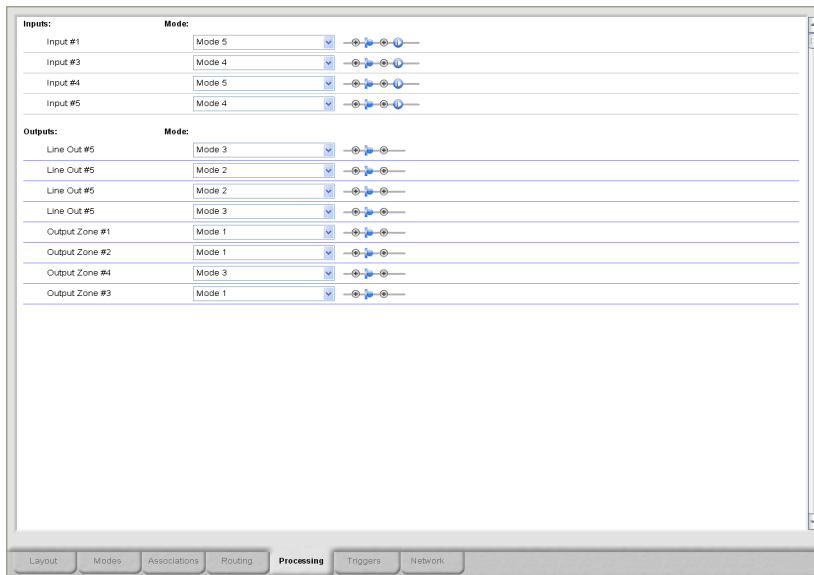 Inputs: Mode:
Input #1 Mode 5
Input #3 Mode 4
Input #4 Mode 5
Input #5 Mode 4
Outputs: Mode:
Line Out #5 Mode 3
Line Out #5 Mode 2
Line Out #5 Mode 2
Line Out #5 Mode 3
Output Zone #1 Mode 1
Output Zone #2 Mode 1
Output Zone #4 Mode 3
Output Zone #3 Mode 1
Layout Modes Associations Routing Processing Triggers Network